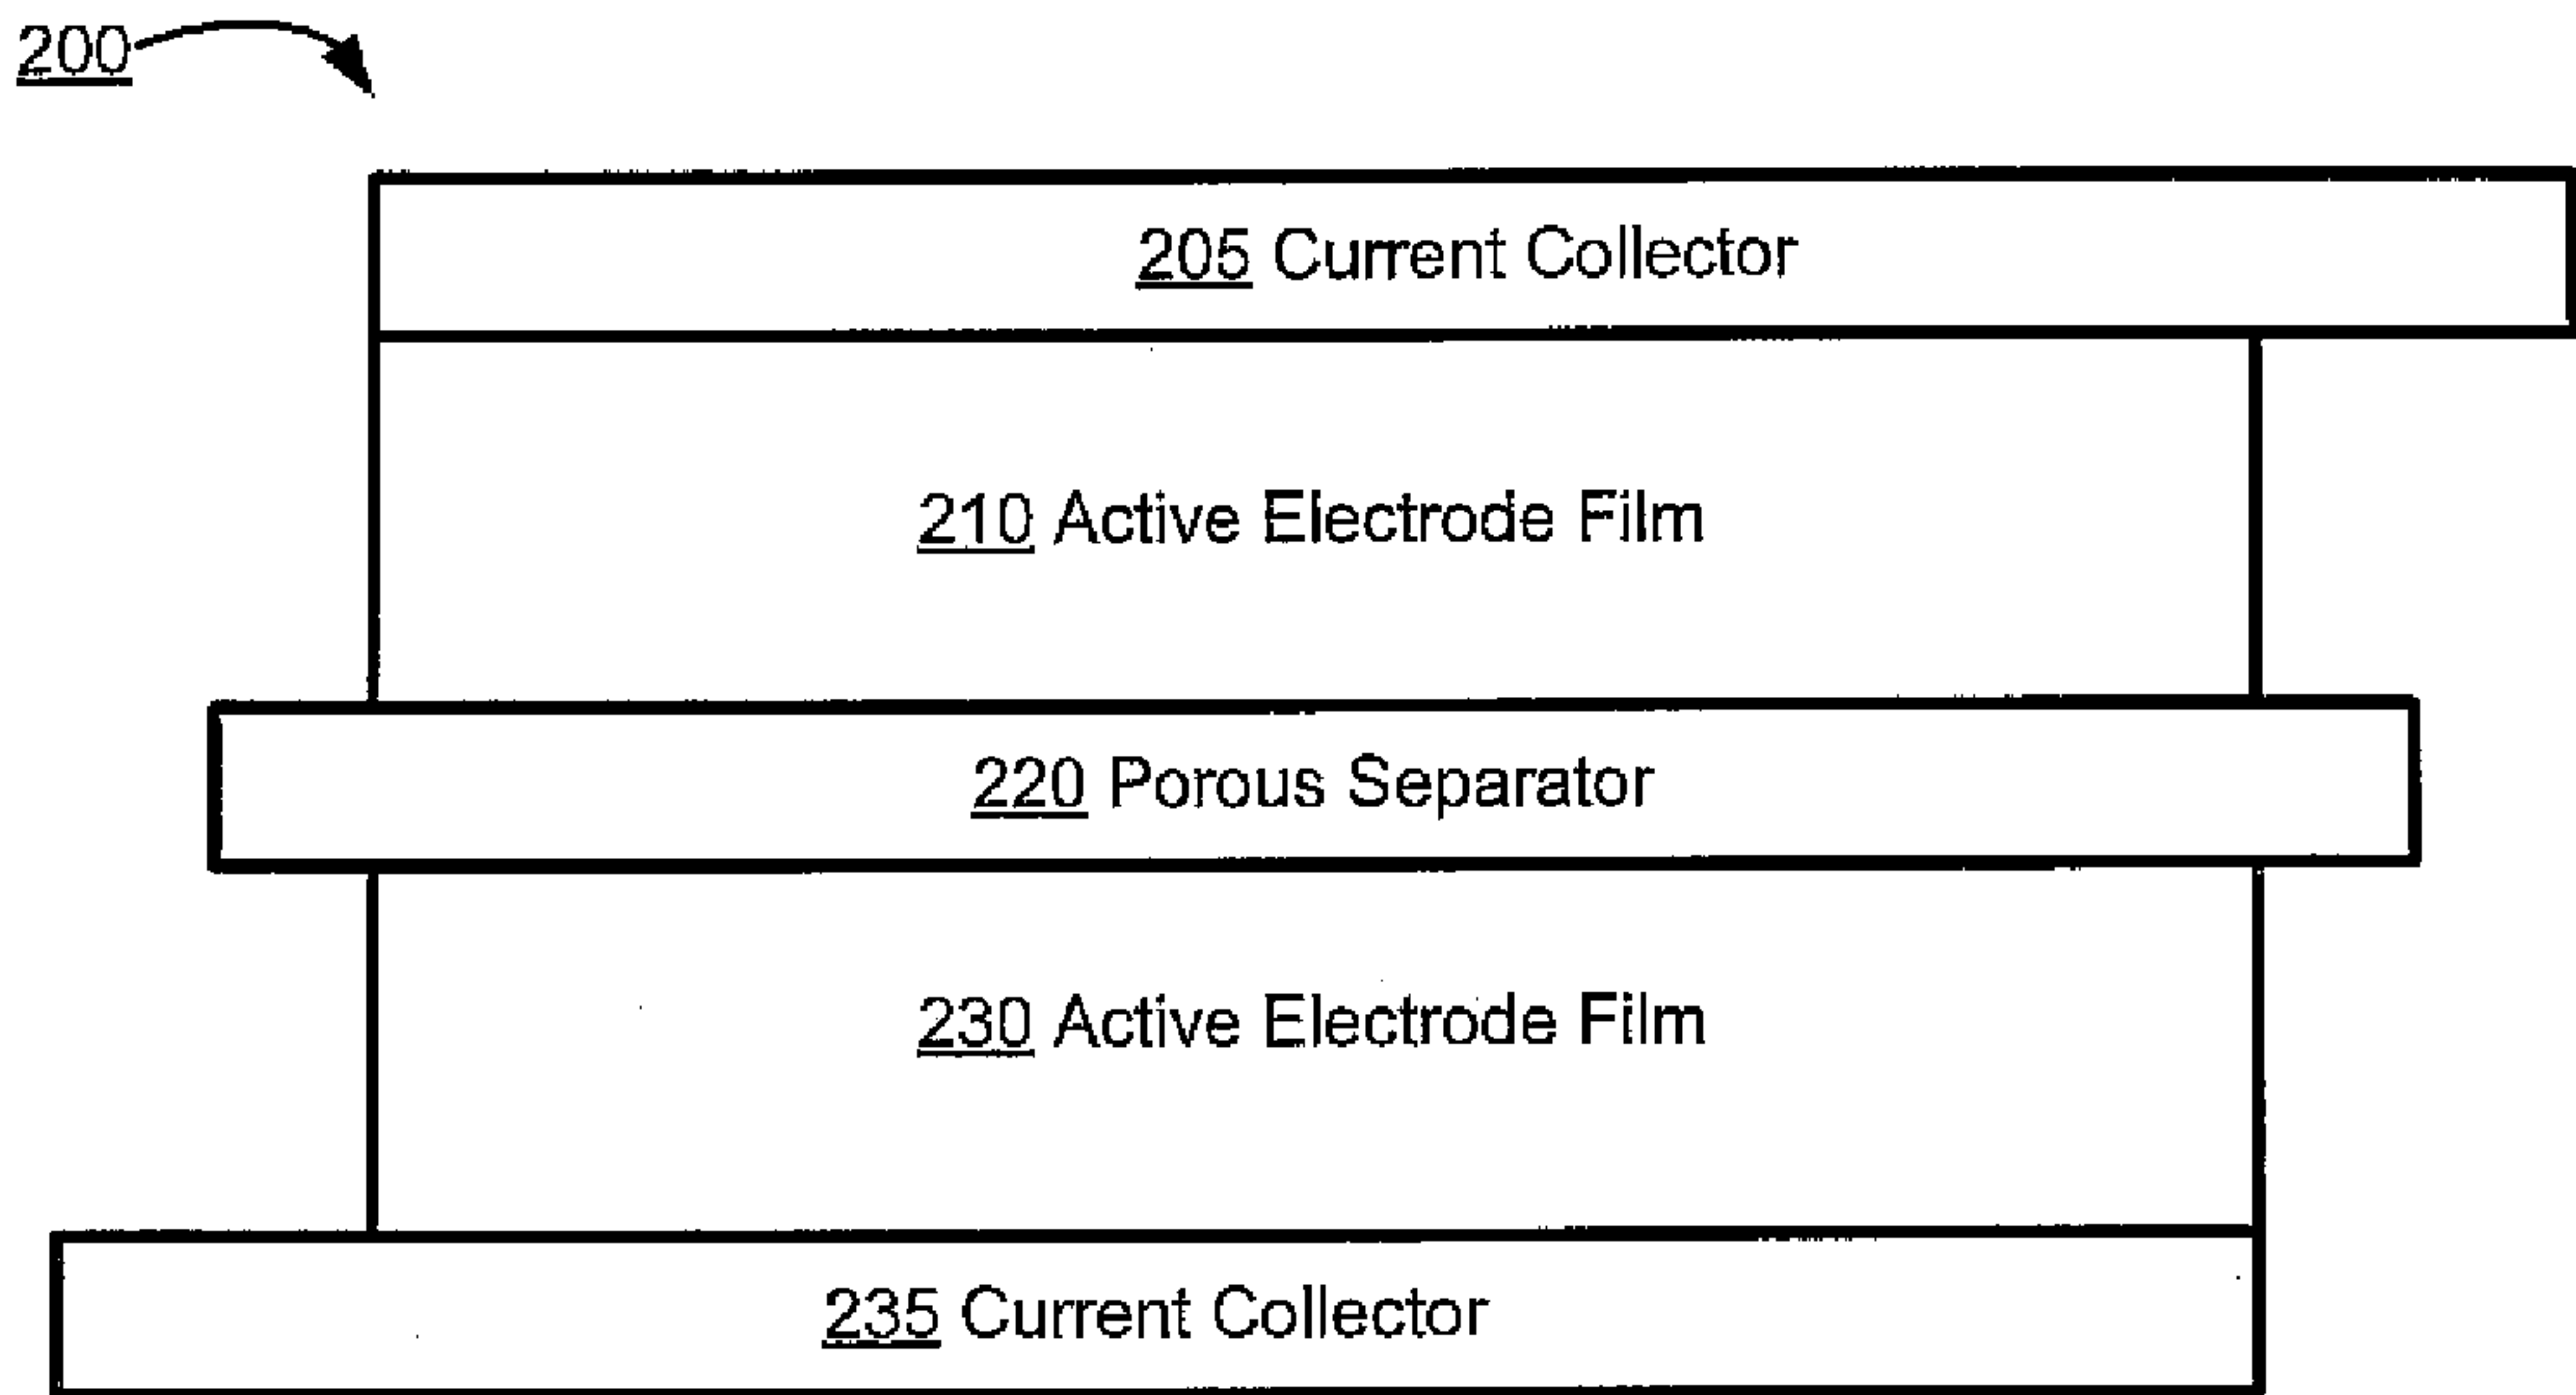 200
205 Current Collector
210 Active Electrode Film
220 Porous Separator
230 Active Electrode Film
235 Current Collector